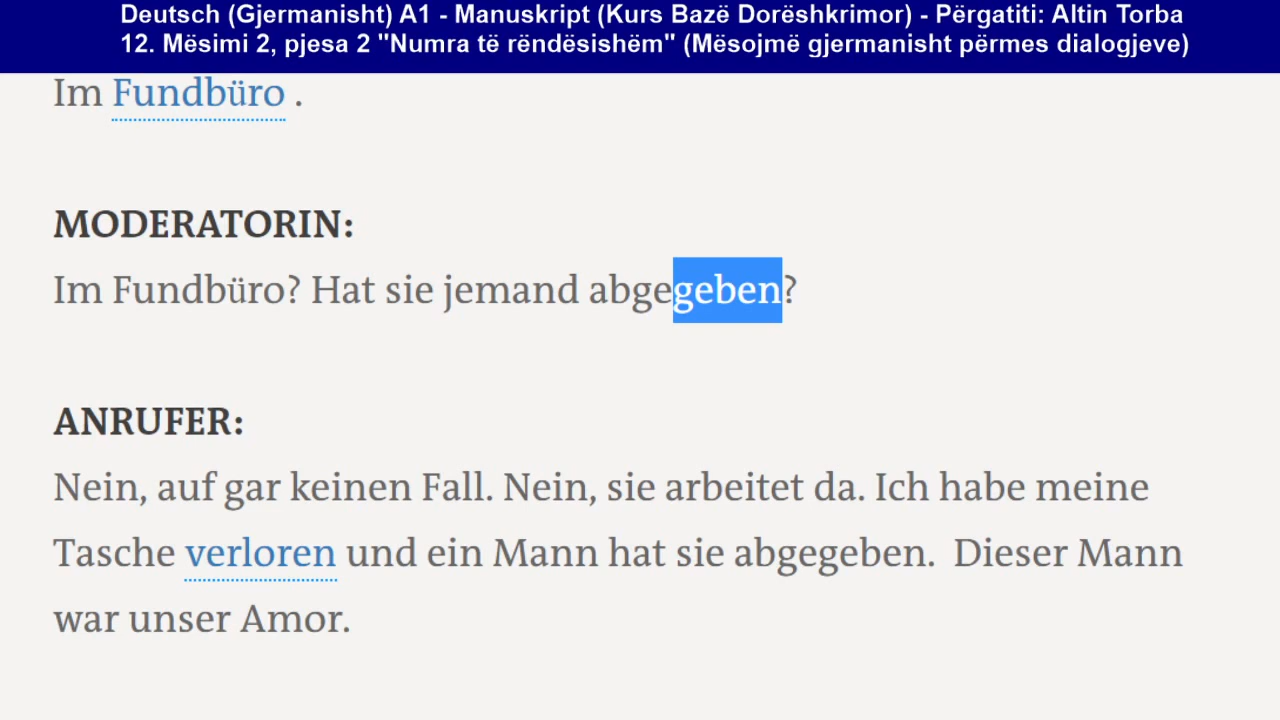 Deutsch (Gjermanisht) A1 - Manuskript (Kurs Bazë Dorëshkrimor) - Përgatiti: Altin Torba
12. Mësimi 2, pjesa 2 "Numra të rëndësishëm" (Mësojmë gjermanisht përmes dialogjeve)
Im Fundbüro .
MODERATORIN:
Im Fundbüro? Hat sie jemand abgegeben?
ANRUFER:
Nein, auf gar keinen Fall. Nein, sie arbeitet da. Ich habe meine
Tasche verloren und ein Mann hat sie abgegeben. Dieser Mann
war unser Amor.